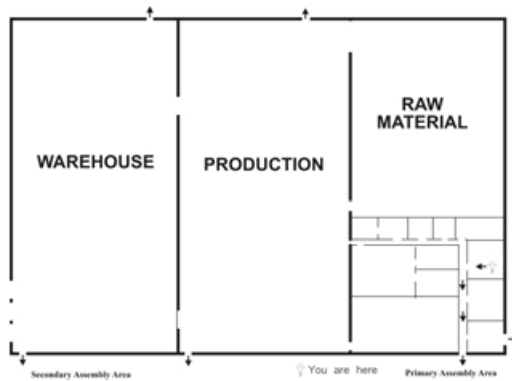 RAW
MATERIAL
WAREHOUSE
PRODUCTION
Secondary Assembly Area
You are here
Primary Assembly Area